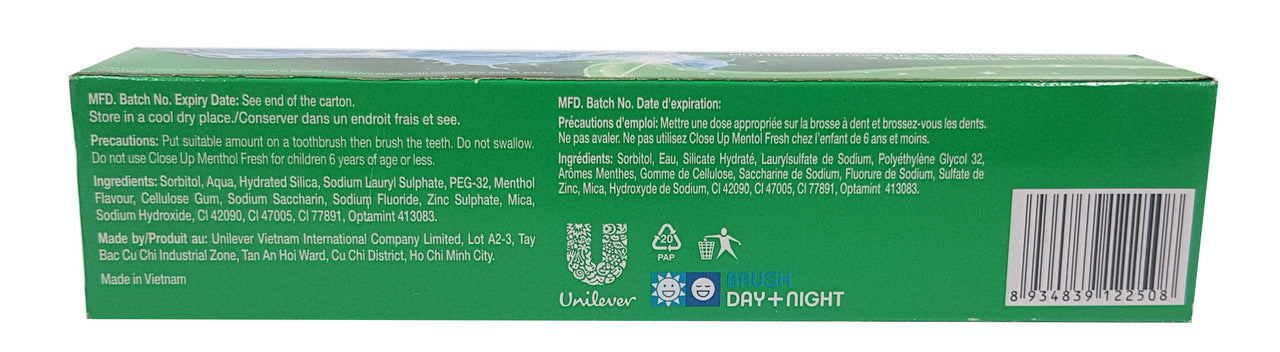 MFD. Batch No. Expiry Date: See end of the carton.
Store in a cool dry place./Conserver dans un endroit frais et see.
Precautions: Put suitable amount on a toothbrush then brush the teeth. Do not swallow.
Do not use Close Up Menthol Fresh for children 6 years of age or less.
Ingredients: Sorbitol, Aqua, Hydrated Silica, Sodium Lauryl Sulphate, PEG-32, Menthol
Flavour, Cellulose Gum, Sodium Saccharin, Sodium Fluoride, Zinc Sulphate, Mica,
Sodium Hydroxide, CI 42090, CI 47005, CI 77891, Optamint 413083.
Made by/Produit au: Unilever Vietnam International Company Limited, Lot A2-3, Tay
Bac Cu Chi Industrial Zone, Tan An Hoi Ward, Cu Chi District, Ho Chi Minh City.
Made in Vietnam
MFD. Batch No. Date d'expiration:
Précautions d'emploi: Mettre une dose appropriée sur la brosse à dent et brossez-vous les dents.
Ne pas avaler. Ne pas utilisez Close Up Mentol Fresh chez l'enfant de 6 ans et moins.
Ingrédients: Sorbitol, Eau, Silicate Hydraté, Laurylsulfate de Sodium, Polyéthylène Glycol 32,
Arômes Menthes, Gomme de Cellulose, Saccharine de Sodium, Fluorure de Sodium, Sulfate de
Zinc, Mica, Hydroxyde de Sodium, CI 42090, CI 47005, CI 77891, Optamint 413083.
Unilever
20
PAP
BRUSH
DAY+NIGHT
8 934839 122508